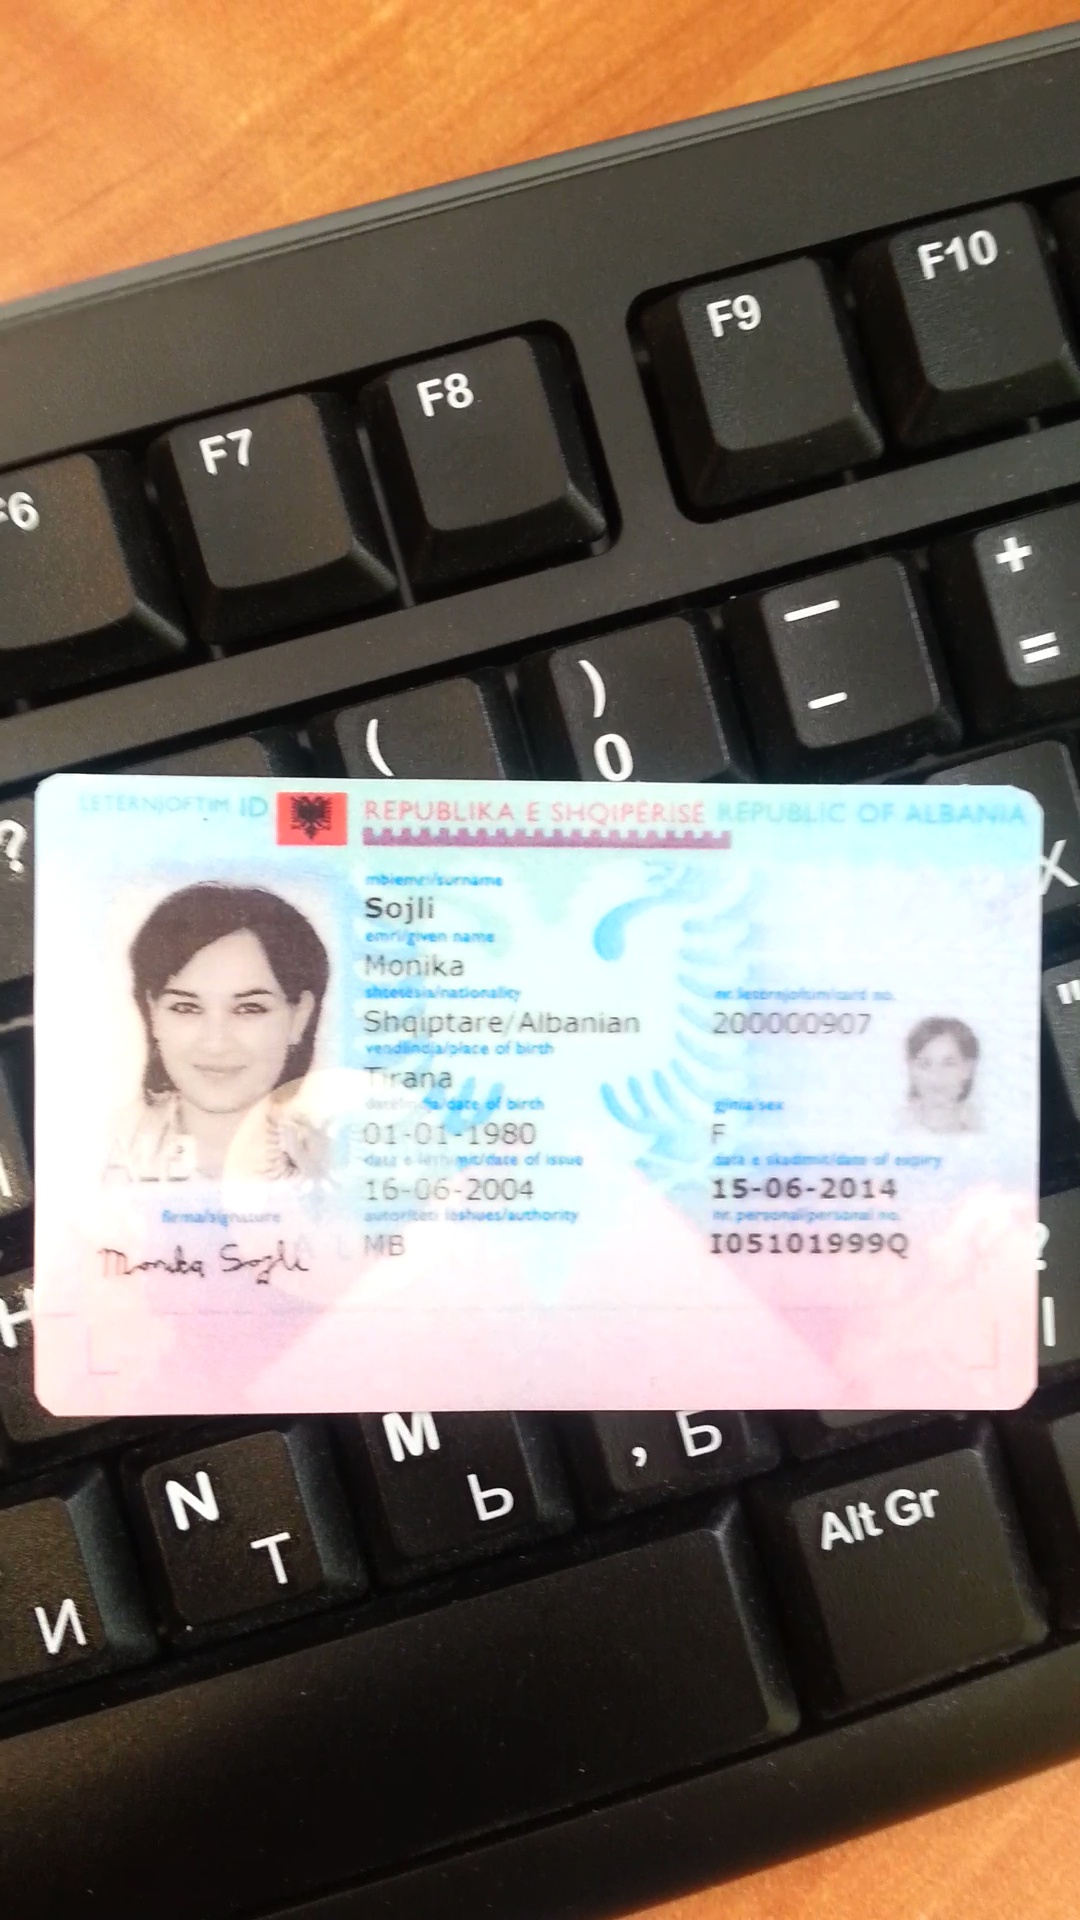 F10
F9
F8
F7
F6
+
=
—
-
)
0
(
?
LETËRNJOFTIM ID REPUBLIKA E SHQIPËRISË REPUBLIC OF ALBANIA
X
mbiemri/surname
Sojli
emri/given name
Monika
shtetësia/nationality
nr. letërnjoftim/card no.
Shqiptare/Albanian
200000907
vendlindja/place of birth
Tirana
datëlindja/date of birth
gjinia/sex
01-01-1980
F
data e lëshimit/date of issue
data e skadimit/date of expiry
16-06-2004
15-06-2014
firma/signature
autoriteti lëshues/authority
nr. personal/personal no.
Monika Sojli
MB
I05101999Q
M
Ь
, Б
N
Т
И
Alt Gr